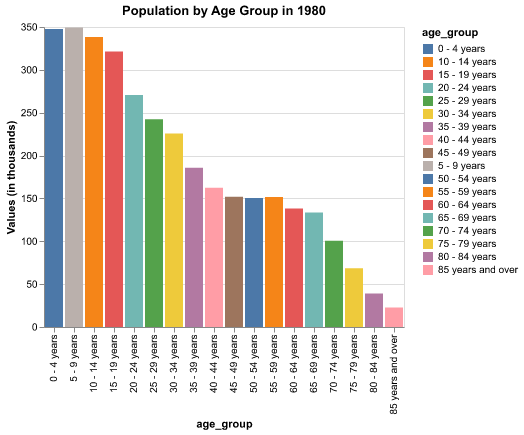 Population by Age Group in 1980
Values (in thousands)
350
300
250
200
150
100
50
0
0 - 4 years
5 - 9 years
10 - 14 years
15 - 19 years
20 - 24 years
25 - 29 years
30 - 34 years
35 - 39 years
40 - 44 years
45 - 49 years
50 - 54 years
55 - 59 years
60 - 64 years
65 - 69 years
70 - 74 years
75 - 79 years
80 - 84 years
85 years and over
age_group
age_group
0 - 4 years
10 - 14 years
15 - 19 years
20 - 24 years
25 - 29 years
30 - 34 years
35 - 39 years
40 - 44 years
45 - 49 years
5 - 9 years
50 - 54 years
55 - 59 years
60 - 64 years
65 - 69 years
70 - 74 years
75 - 79 years
80 - 84 years
85 years and over